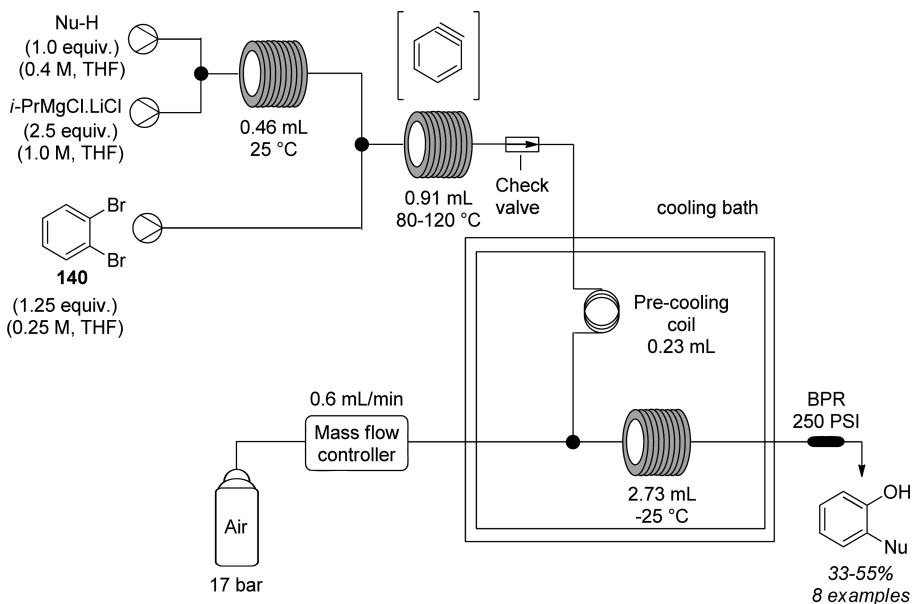 Nu-H
(1.0 equiv.)
(0.4 M, THF)
i-PrMgCl.LiCl
(2.5 equiv.)
(1.0 M, THF)
0.46 mL
25 °C
0.91 mL
80-120 °C
Check
valve
Br
Br
140
(1.25 equiv.)
(0.25 M, THF)
cooling bath
Pre-cooling
coil
0.23 mL
0.6 mL/min
Mass flow
controller
Air
17 bar
2.73 mL
-25 °C
BPR
250 PSI
OH
Nu
33-55%
8 examples